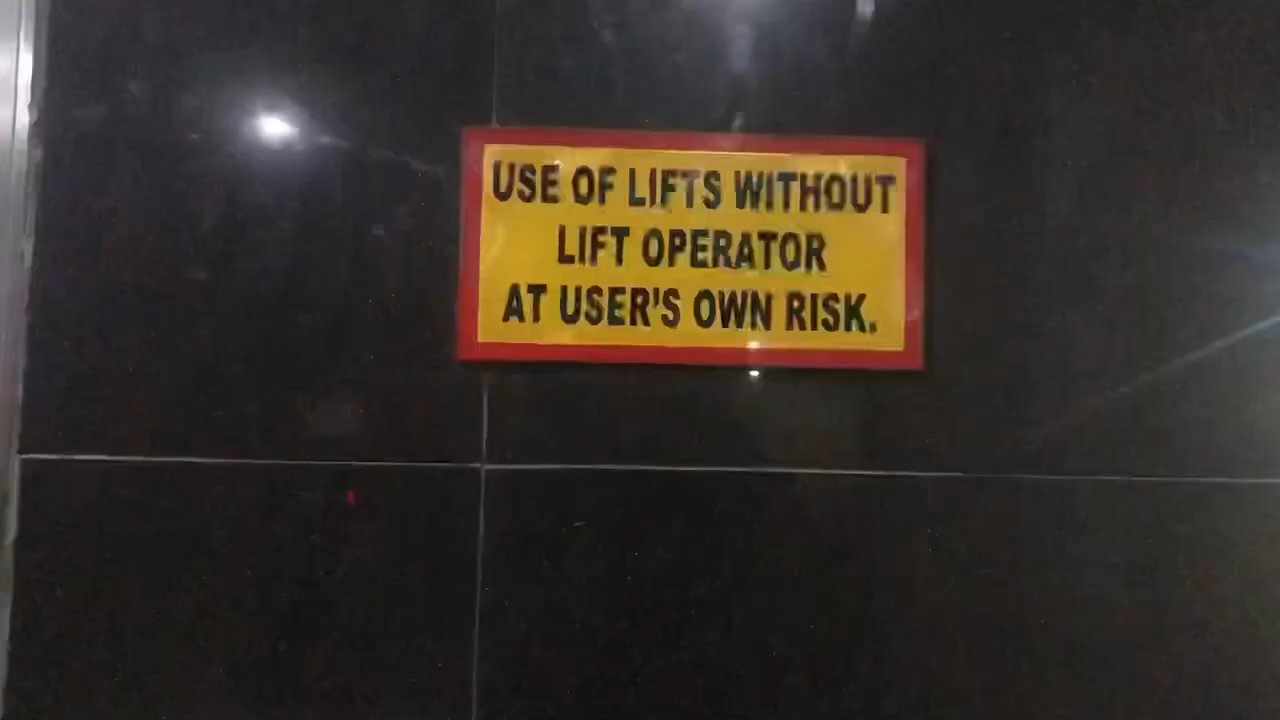 USE OF LIFTS WITHOUT
LIFT OPERATOR
AT USER'S OWN RISK.